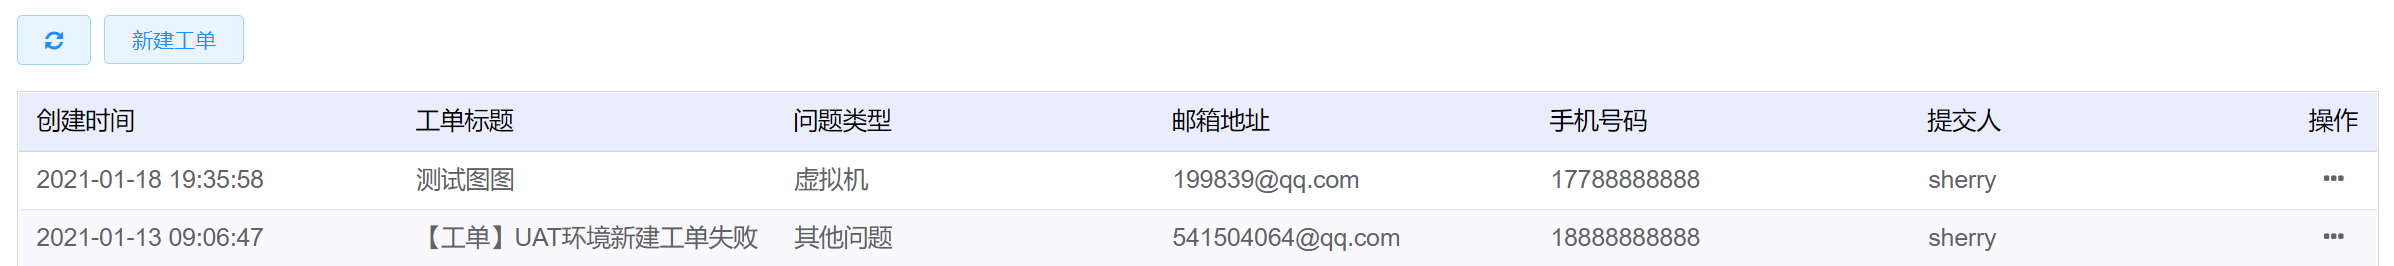 新建工单
创建时间 工单标题 问题类型 邮箱地址 手机号码 提交人 操作
2021-01-18 19:35:58 测试图图 虚拟机 199839@qq.com 17788888888 sherry
2021-01-13 09:06:47 【工单】UAT环境新建工单失败 其他问题 541504064@qq.com 18888888888 sherry